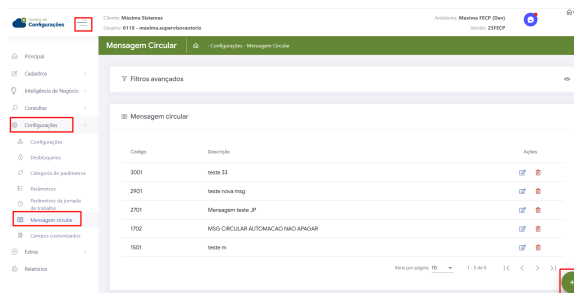 Central de
Configurações
Cliente: Máxima Sistemas
Usuário: 6110 - maxima.supervisorautoriz
Ambiente: Maxima FECP (Dev)
Versão: 23FECP
Mensagem Circular
Configurações - Mensagem Circular
Principal
Cadastros
Inteligência de Negócio
Consultas
Configurações
Configurações
Desbloqueios
Categoria de parâmetros
Parâmetros
Parâmetros da jornada
de trabalho
Mensagem circular
Campos customizados
Extras
Relatórios
Filtros avançados
Mensagem circular
Código Descrição Ações
3001 teste 33
2901 teste nova msg
2701 Mensagem teste JP
1702 MSG CIRCULAR AUTOMACAO NAO APAGAR
1501 teste m
Itens por página 10 1 - 5 de 5